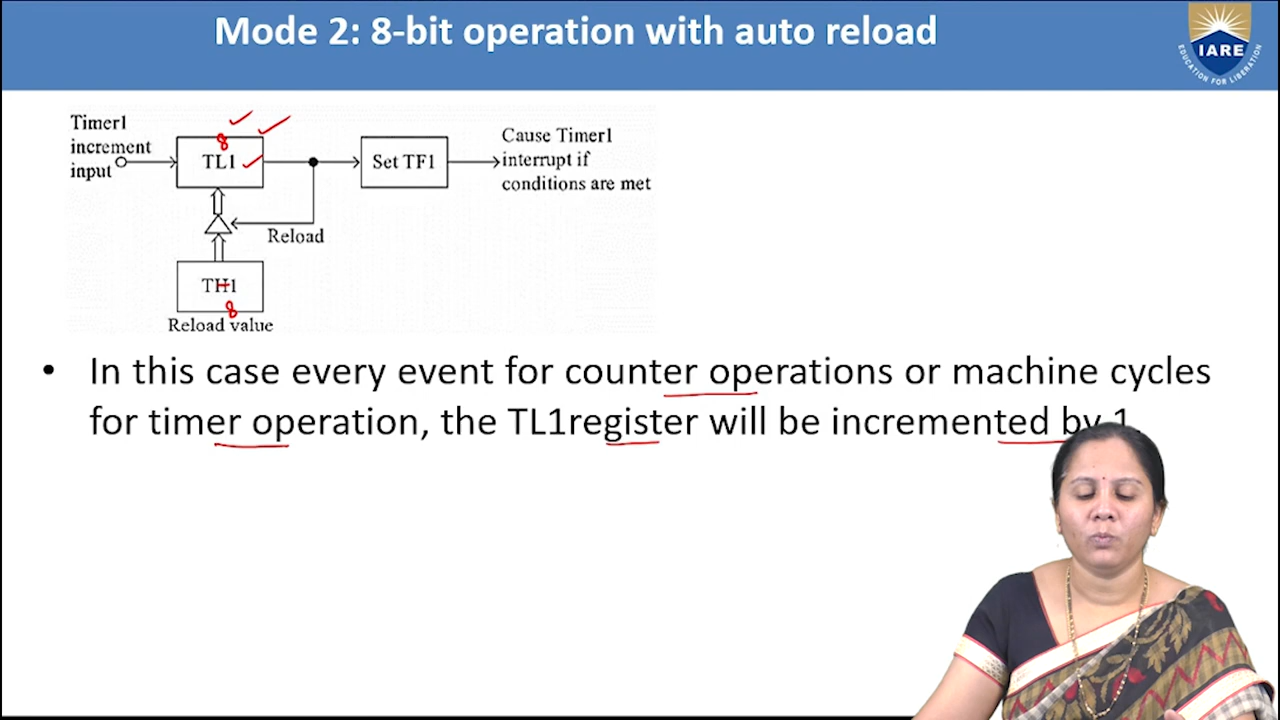 Mode 2: 8-bit operation with auto reload
IARE
EDUCATION FOR LIBERATION
Timer1
increment
input
8
TL1
Set TF1
Cause Timer1
interrupt if
conditions are met
Reload
TH1
8
Reload value
• In this case every event for counter operations or machine cycles
for timer operation, the TL1register will be incremented by 1.